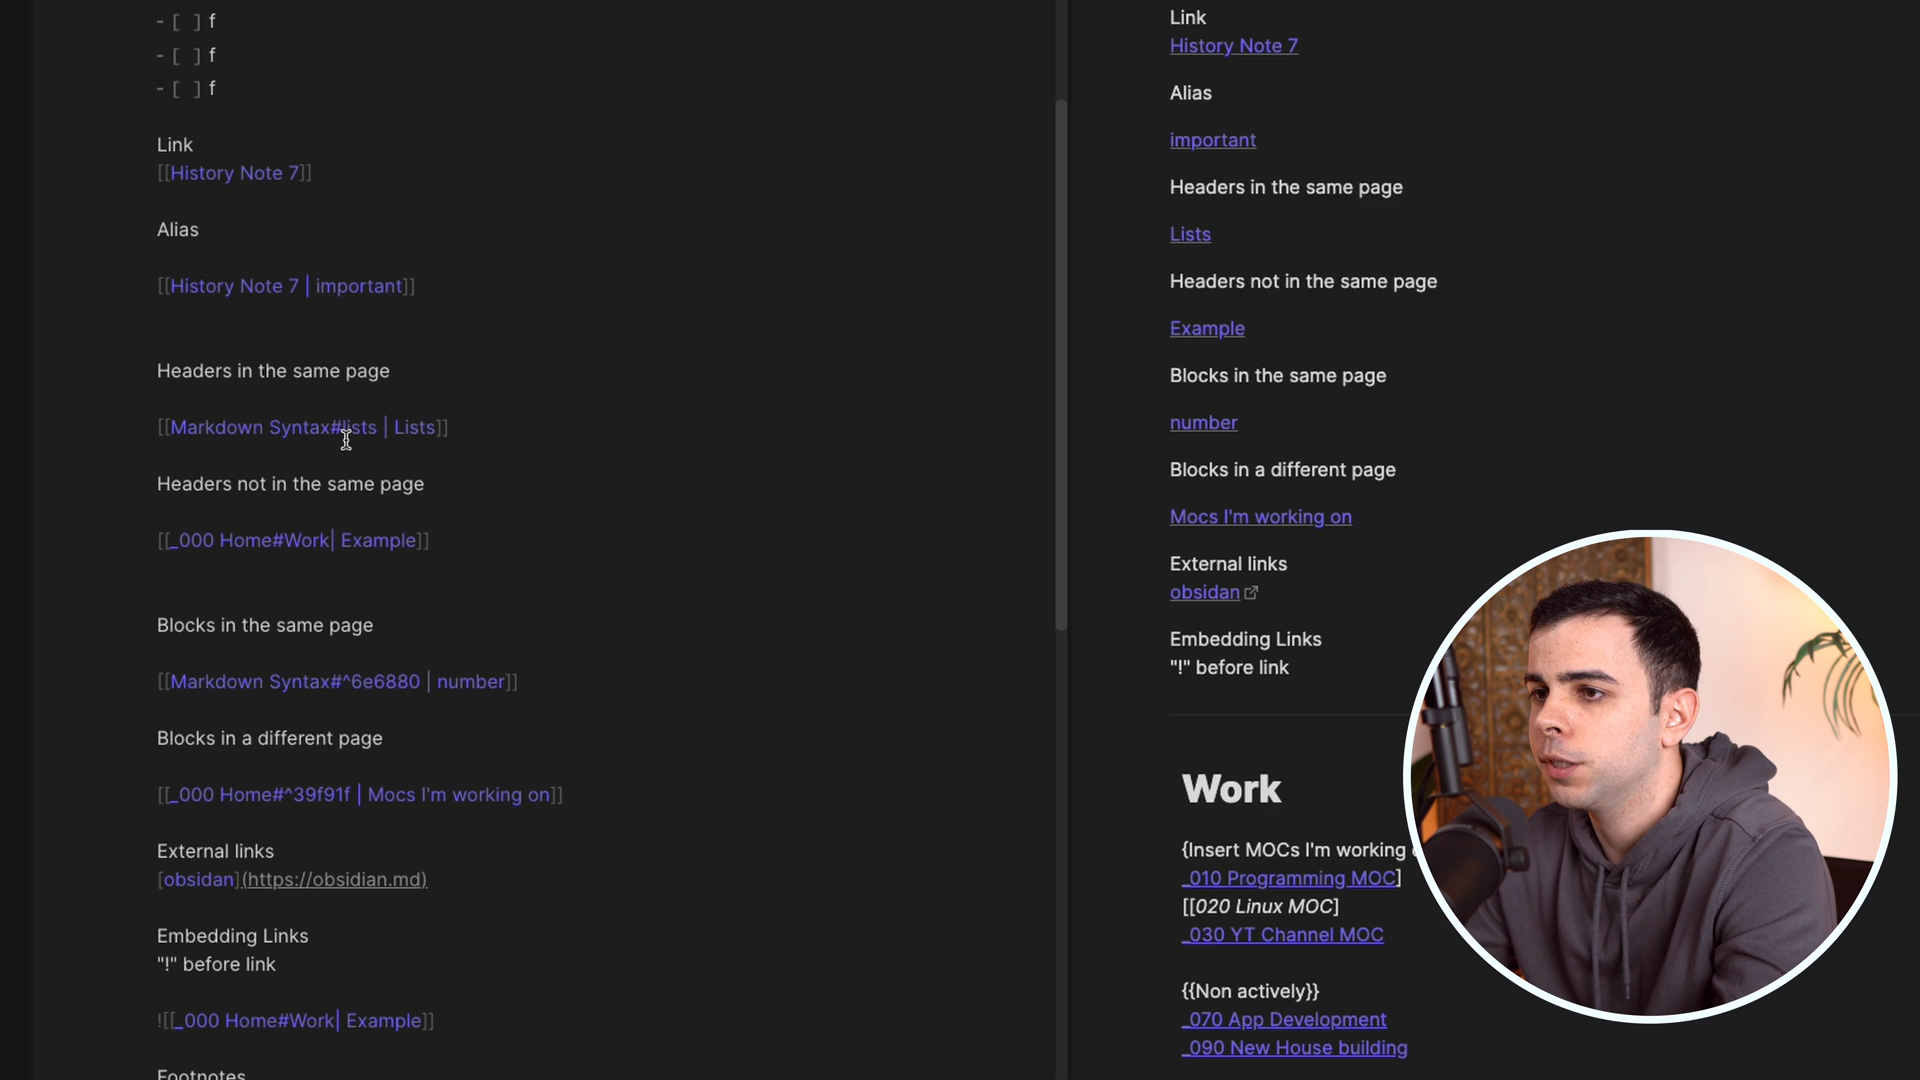 - [ ] f
- [ ] f
- [ ] f
Link
[[History Note 7]]
Alias
[[History Note 7 | important]]
Headers in the same page
[[Markdown Syntax#lists | Lists]]
Headers not in the same page
[[_000 Home#Work| Example]]
Blocks in the same page
[[Markdown Syntax#^6e6880 | number]]
Blocks in a different page
[[_000 Home#^39f91f | Mocs I'm working on]]
External links
[obsidan](https://obsidian.md)
Embedding Links
"!" before link
![[_000 Home#Work| Example]]
Footnotes
Link
History Note 7
Alias
important
Headers in the same page
Lists
Headers not in the same page
Example
Blocks in the same page
number
Blocks in a different page
Mocs I'm working on
External links
obsidan
Embedding Links
"!" before link
Work
{Insert MOCs I'm working
_010 Programming MOC]
[[020 Linux MOC]
_030 YT Channel MOC
{{Non actively}}
_070 App Development
_090 New House building